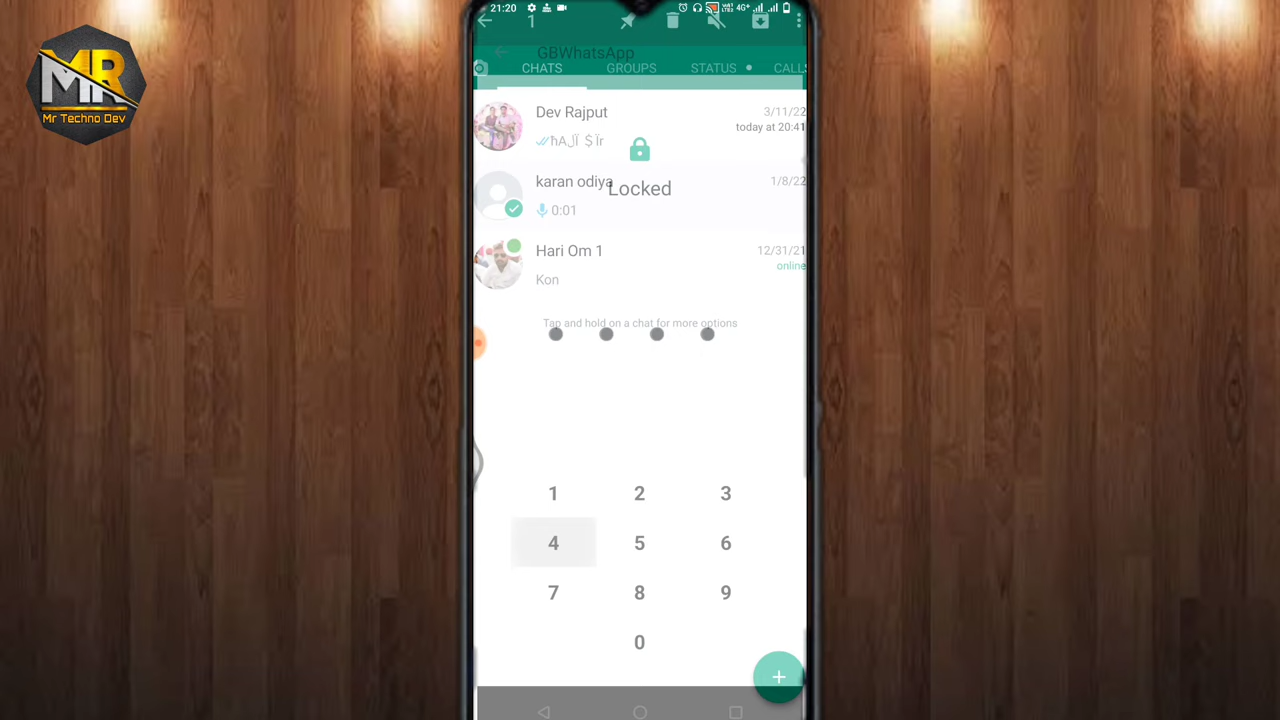 21:20
4G+
1
GBWhatsApp
CHATS
GROUPS
STATUS
CALLS
MR
Mr Techno Dev
Dev Rajput
3/11/22
today at 20:41
Locked
karan odiya
1/8/22
0:01
Hari Om 1
12/31/21
Kon
online
Tap and hold on a chat for more options
1 2 3
4 5 6
7 8 9
0
+